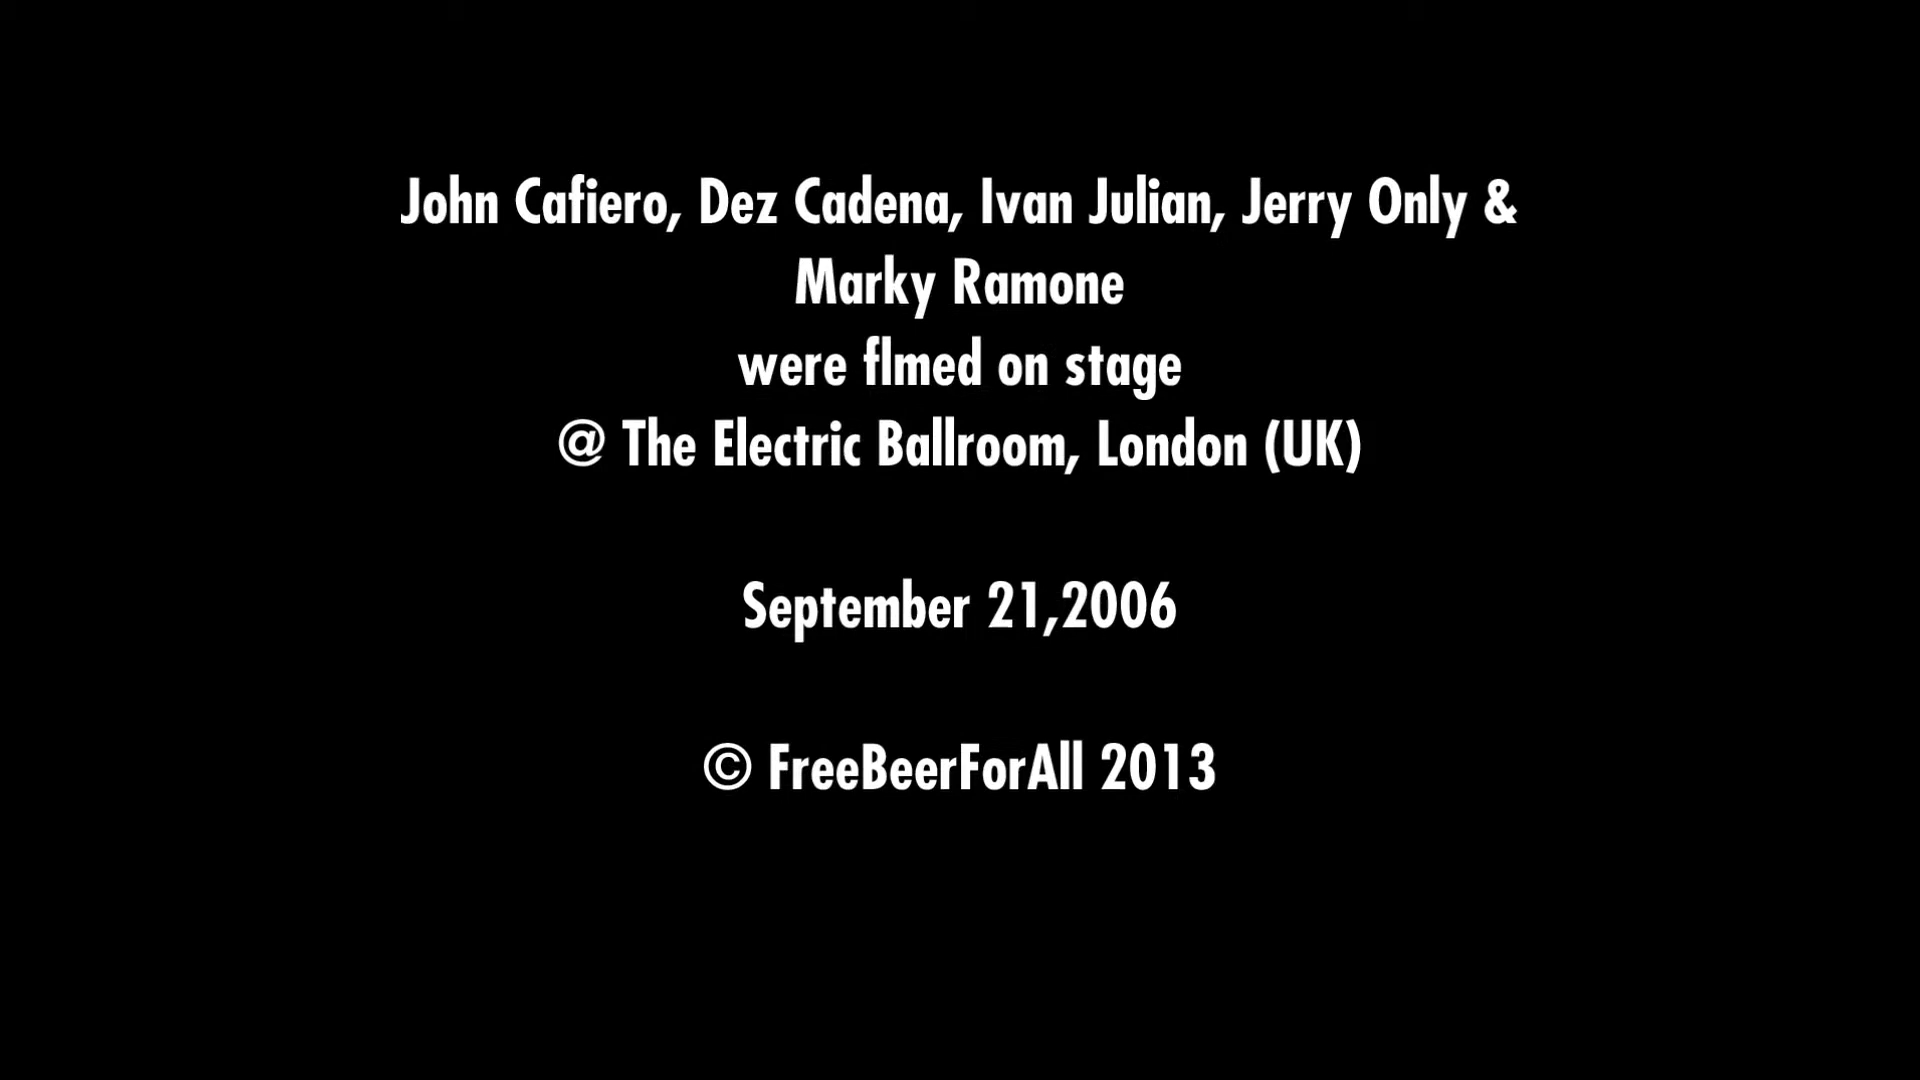 John Cafiero, Dez Cadena, Ivan Julian, Jerry Only &
Marky Ramone
were flmed on stage
@ The Electric Ballroom, London (UK)
September 21,2006
© FreeBeerForAll 2013